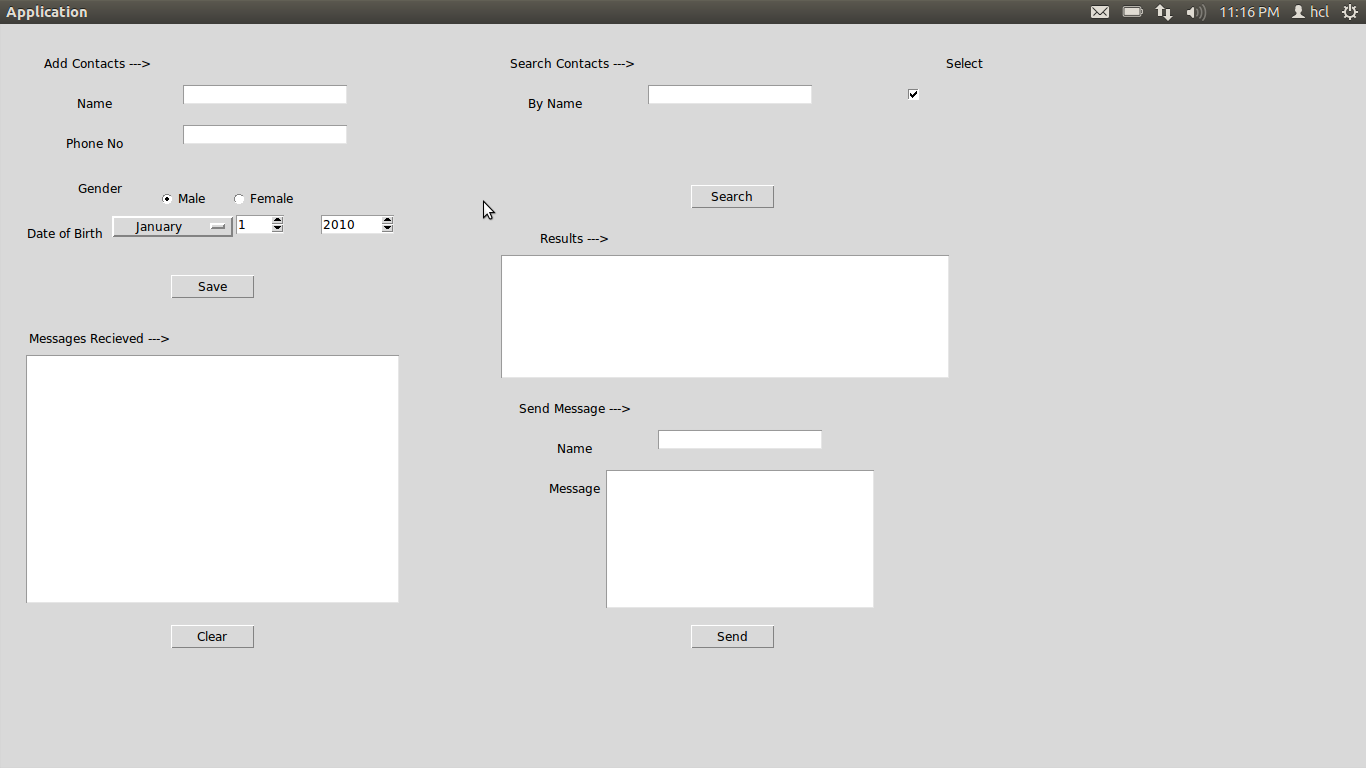 Application
11:16 PM hcl
Add Contacts --->
Name
Phone No
Gender
Male Female
Date of Birth January 1 2010
Save
Messages Recieved --->
Clear
Search Contacts --->
By Name
Search
Results --->
Send Message --->
Name
Message
Send
Select